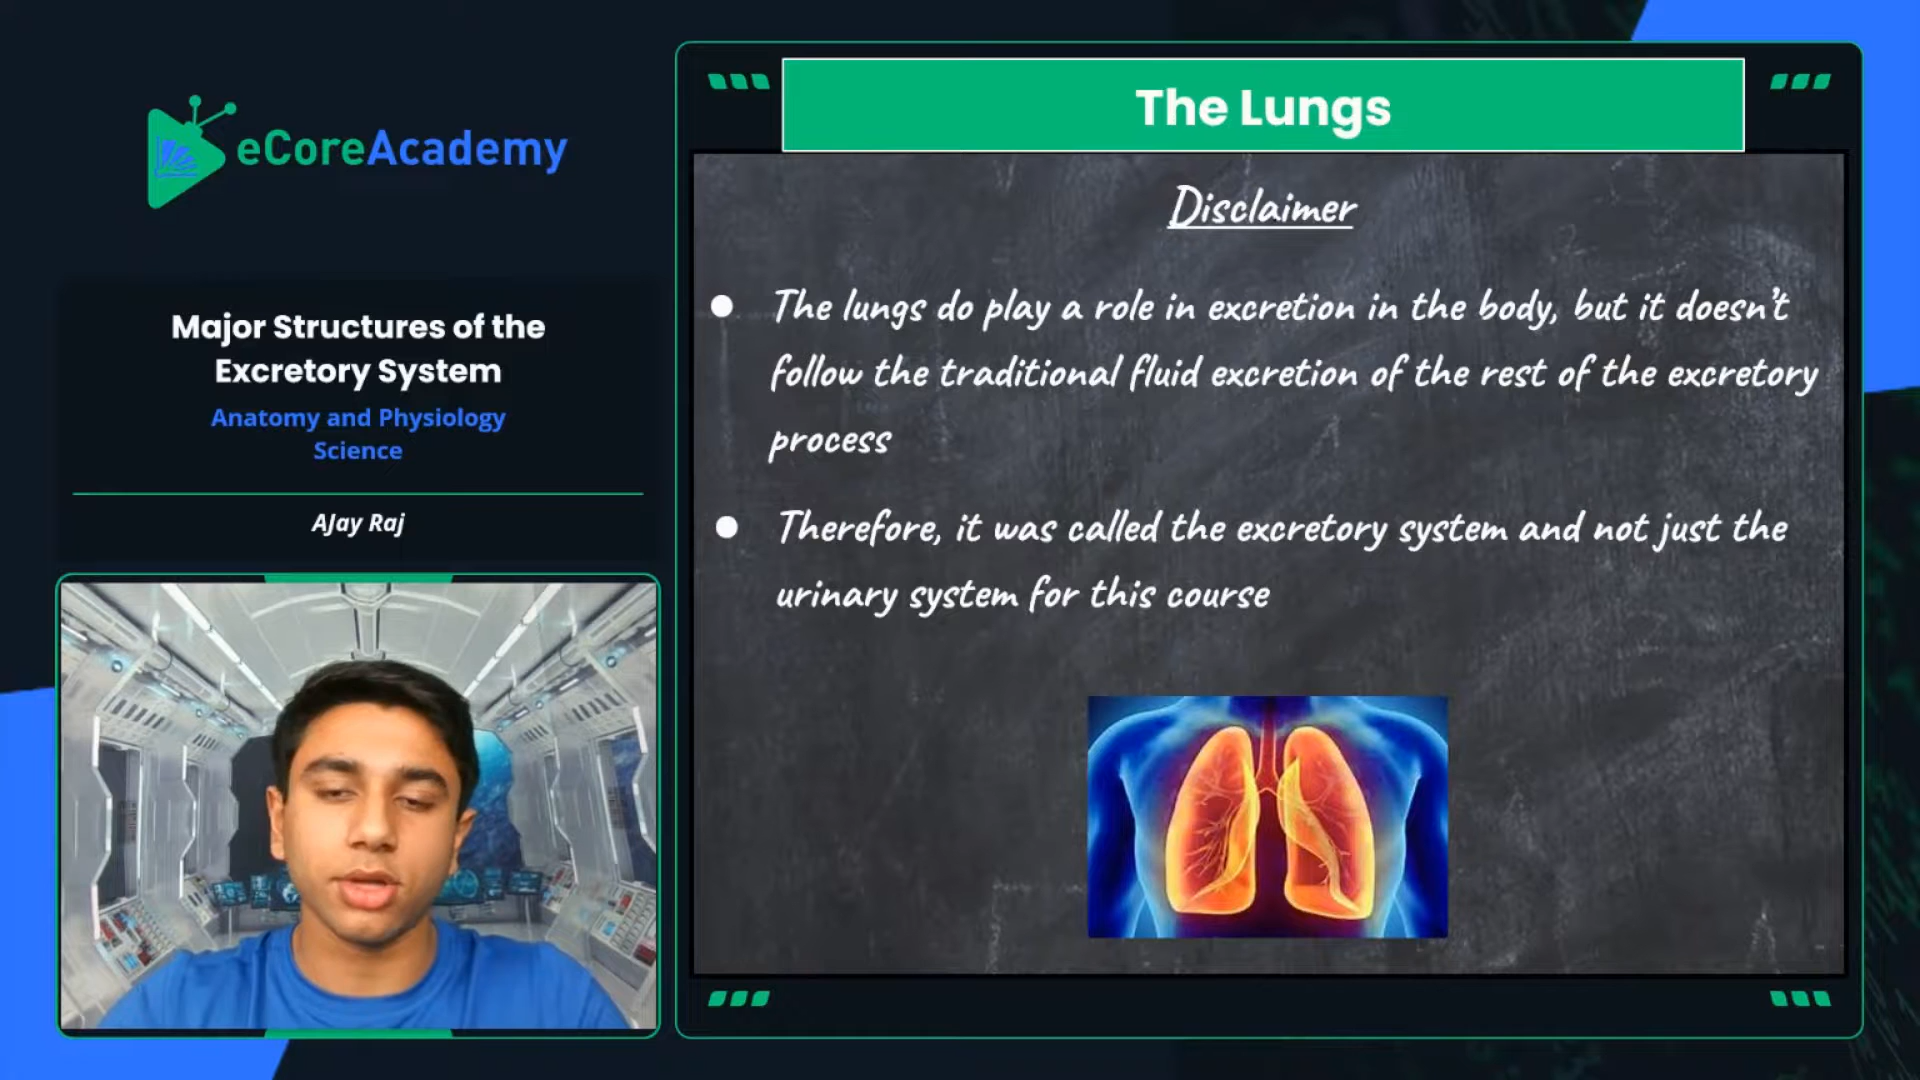 eCoreAcademy
Major Structures of the
Excretory System
Anatomy and Physiology
Science
AJay Raj
The Lungs
Disclaimer
The lungs do play a role in excretion in the body, but it doesn't
follow the traditional fluid excretion of the rest of the excretory
process
Therefore, it was called the excretory system and not just the
urinary system for this course